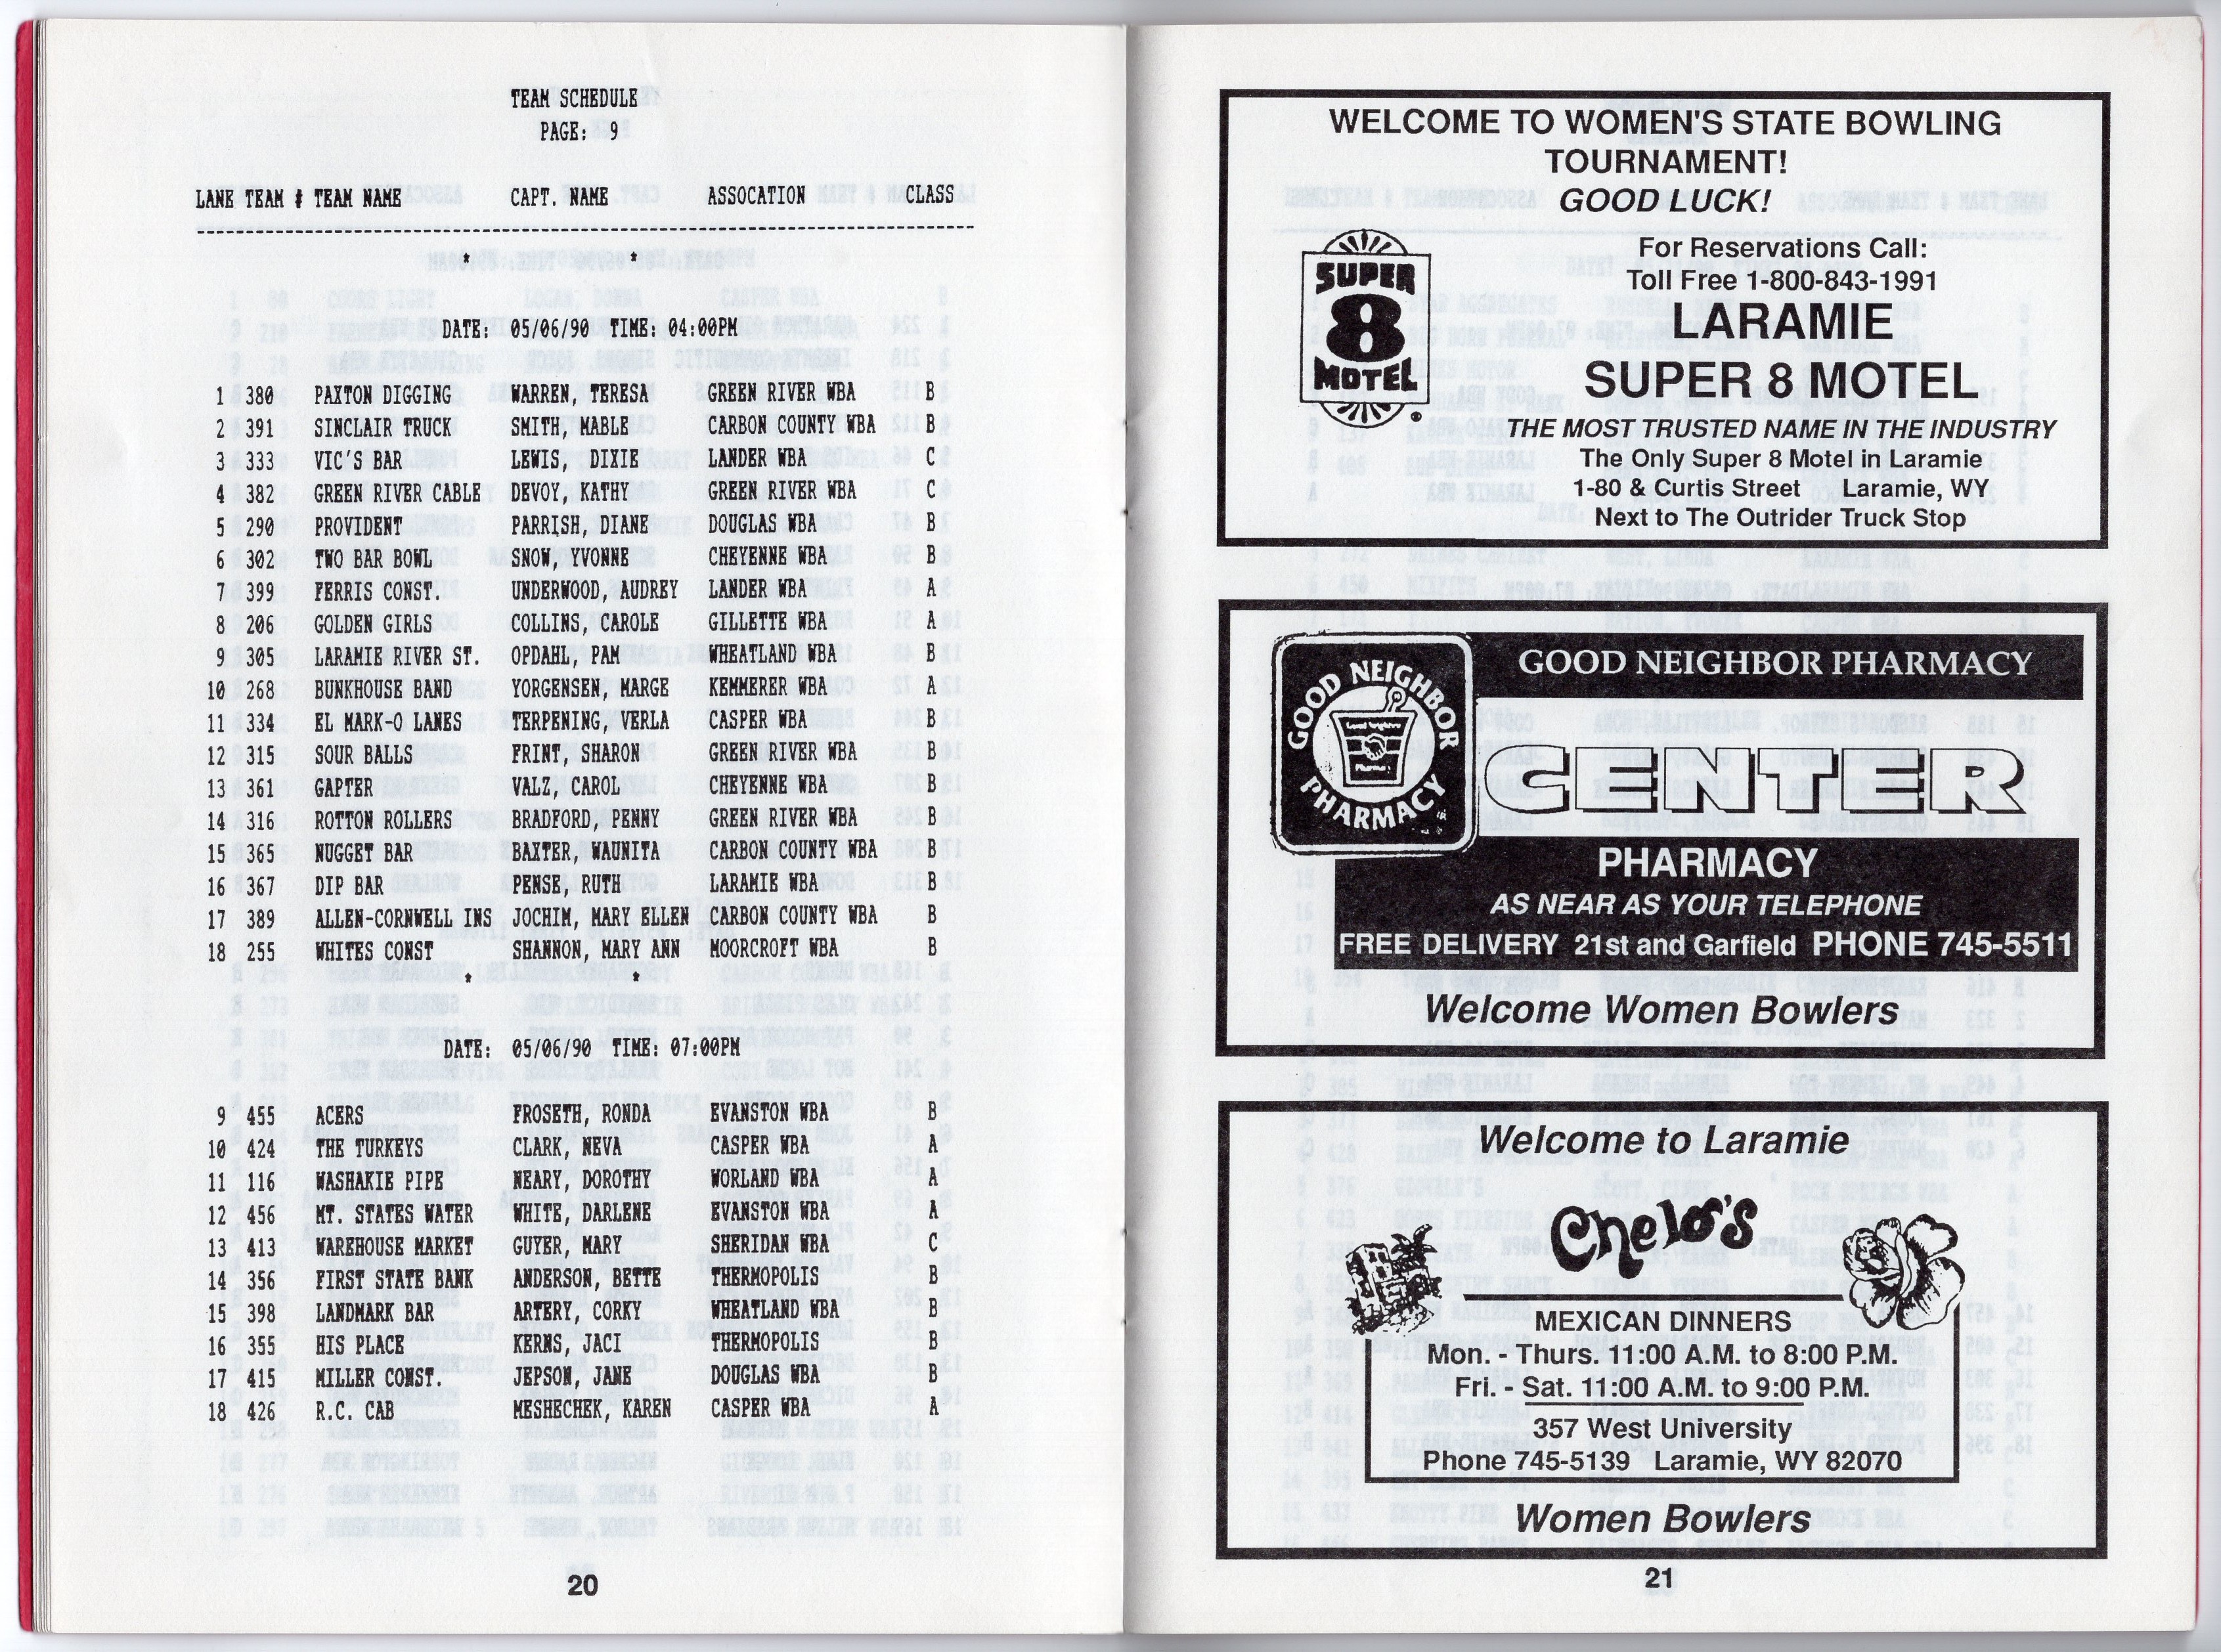 TEAM SCHEDULE
PAGE: 9
LANE TEAM # TEAM NAME CAPT. NAME ASSOCATION CLASS
* *
DATE: 05/06/90 TIME: 04:00PM
1 380 PAXTON DIGGING WARREN, TERESA GREEN RIVER WBA B
2 391 SINCLAIR TRUCK SMITH, MABLE CARBON COUNTY WBA B
3 333 VIC'S BAR LEWIS, DIXIE LANDER WBA C
4 382 GREEN RIVER CABLE DEVOY, KATHY GREEN RIVER WBA C
5 290 PROVIDENT PARRISH, DIANE DOUGLAS WBA B
6 302 TWO BAR BOWL SNOW, YVONNE CHEYENNE WBA B
7 399 FERRIS CONST. UNDERWOOD, AUDREY LANDER WBA A
8 206 GOLDEN GIRLS COLLINS, CAROLE GILLETTE WBA A
9 305 LARAMIE RIVER ST. OPDAHL, PAM WHEATLAND WBA B
10 268 BUNKHOUSE BAND YORGENSEN, MARGE KEMMERER WBA A
11 334 EL MARK-O LANES TERPENING, VERLA CASPER WBA B
12 315 SOUR BALLS FRINT, SHARON GREEN RIVER WBA B
13 361 GAPTER VALZ, CAROL CHEYENNE WBA B
14 316 ROTTON ROLLERS BRADFORD, PENNY GREEN RIVER WBA B
15 365 NUGGET BAR BAXTER, WAUNITA CARBON COUNTY WBA B
16 367 DIP BAR PENSE, RUTH LARAMIE WBA B
17 389 ALLEN-CORNWELL INS JOCHIM, MARY ELLEN CARBON COUNTY WBA B
18 255 WHITES CONST SHANNON, MARY ANN MOORCROFT WBA B
* *
DATE: 05/06/90 TIME: 07:00PM
9 455 ACERS FROSETH, RONDA EVANSTON WBA B
10 424 THE TURKEYS CLARK, NEVA CASPER WBA A
11 116 WASHAKIE PIPE NEARY, DOROTHY WORLAND WBA A
12 456 MT. STATES WATER WHITE, DARLENE EVANSTON WBA A
13 413 WAREHOUSE MARKET GUYER, MARY SHERIDAN WBA C
14 356 FIRST STATE BANK ANDERSON, BETTE THERMOPOLIS B
15 398 LANDMARK BAR ARTERY, CORKY WHEATLAND WBA B
16 355 HIS PLACE KERNS, JACI THERMOPOLIS B
17 415 MILLER CONST. JEPSON, JANE DOUGLAS WBA B
18 426 R.C. CAB MESHECHEK, KAREN CASPER WBA A
20
WELCOME TO WOMEN'S STATE BOWLING
TOURNAMENT!
GOOD LUCK!
SUPER
8
MOTEL
®
For Reservations Call:
Toll Free 1-800-843-1991
LARAMIE
SUPER 8 MOTEL
THE MOST TRUSTED NAME IN THE INDUSTRY
The Only Super 8 Motel in Laramie
1-80 & Curtis Street Laramie, WY
Next to The Outrider Truck Stop
GOOD NEIGHBOR
PHARMACY
GOOD NEIGHBOR PHARMACY
CENTER
PHARMACY
AS NEAR AS YOUR TELEPHONE
FREE DELIVERY 21st and Garfield PHONE 745-5511
Welcome Women Bowlers
Welcome to Laramie
Chelo's
MEXICAN DINNERS
Mon. - Thurs. 11:00 A.M. to 8:00 P.M.
Fri. - Sat. 11:00 A.M. to 9:00 P.M.
357 West University
Phone 745-5139 Laramie, WY 82070
Women Bowlers
21